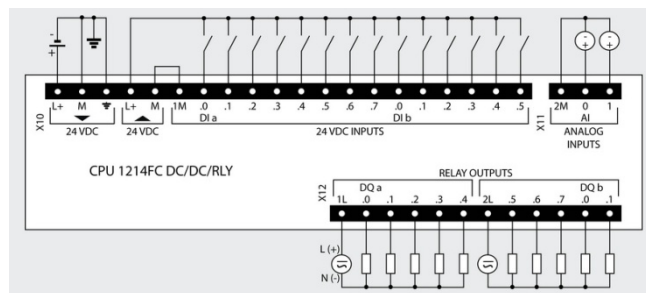 - +
- + - +
L+ M L+ M 1M .0 .1 .2 .3 .4 .5 .6 .7 .0 .1 .2 .3 .4 .5
2M 0 1
X10
24 VDC 24 VDC DI a DI b
24 VDC INPUTS
X11
AI
ANALOG
INPUTS
CPU 1214FC DC/DC/RLY
RELAY OUTPUTS
X12
DQ a DQ b
1L .0 .1 .2 .3 .4 2L .5 .6 .7 .0 .1
L (+)
N (-)